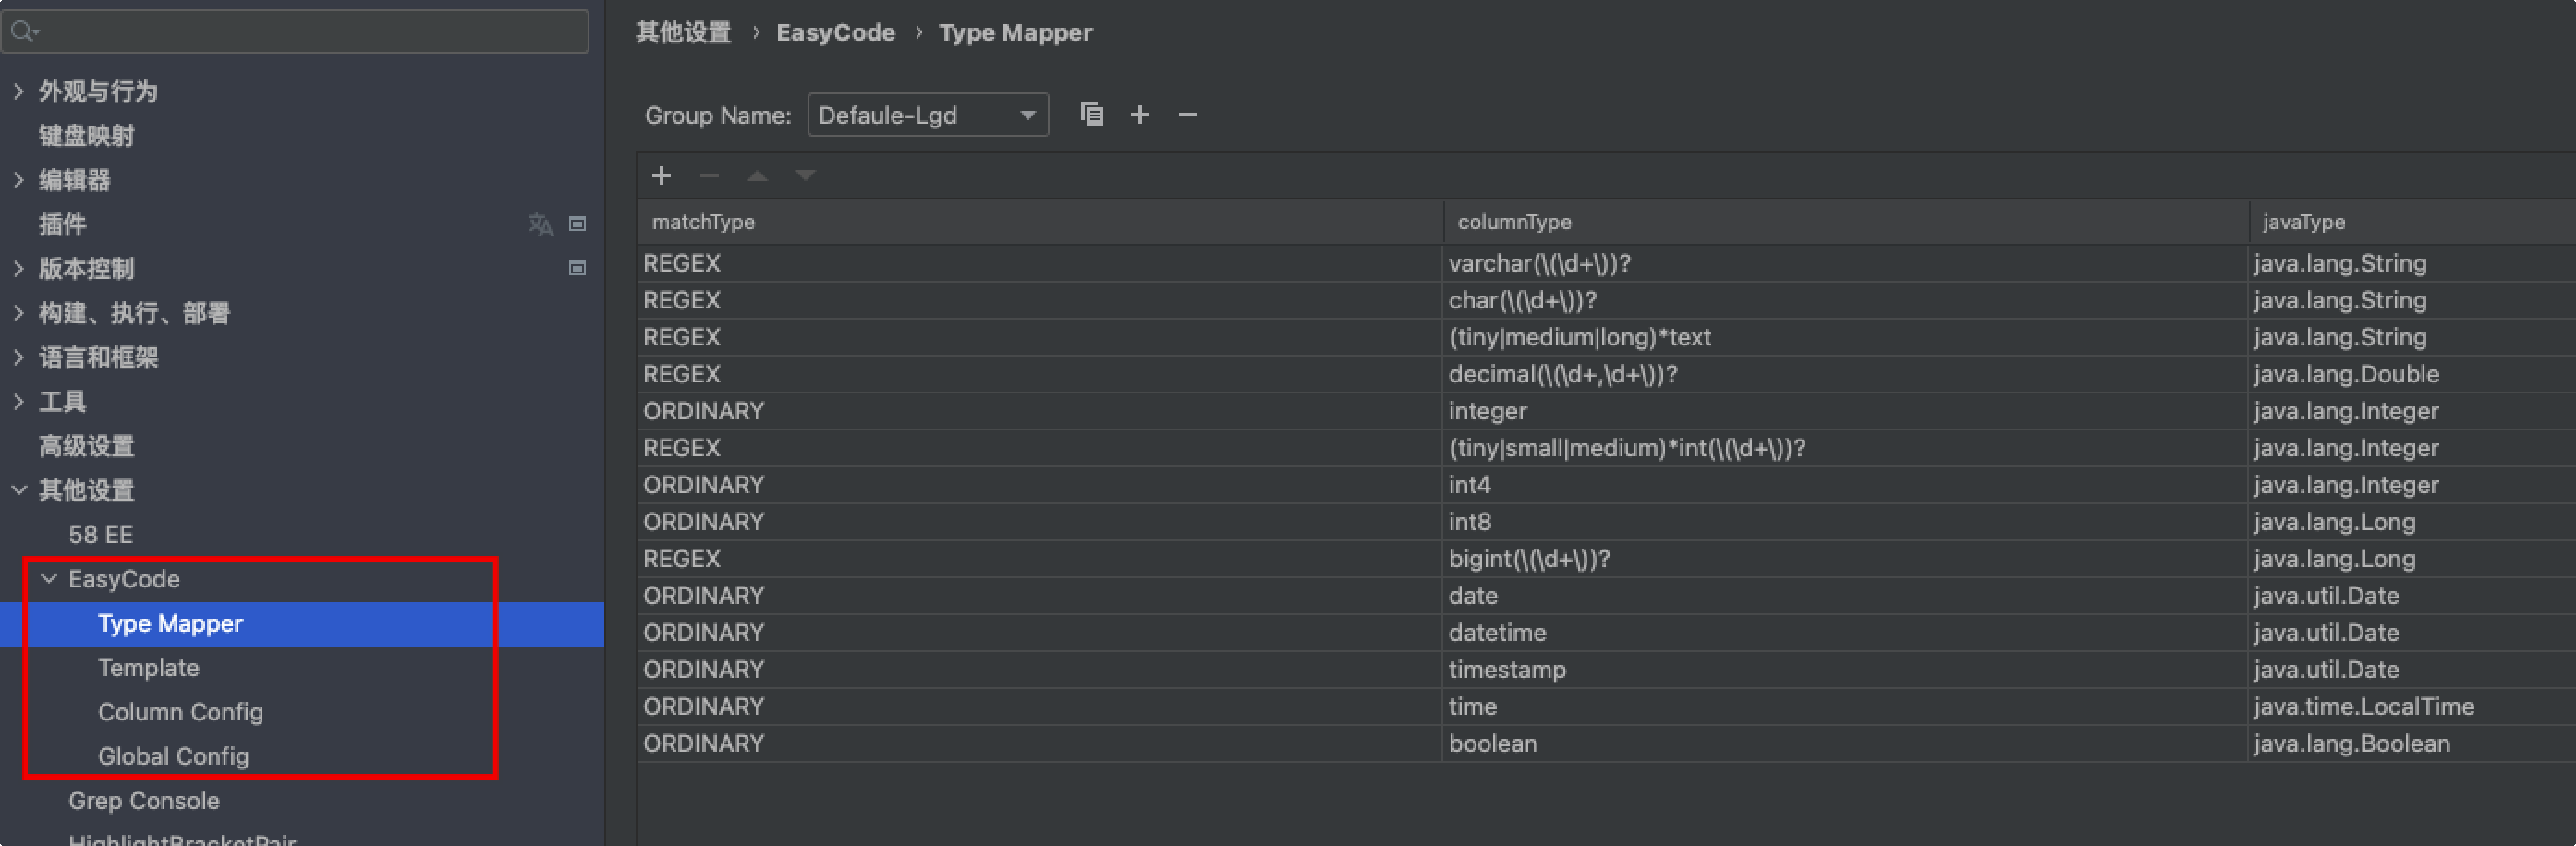 外观与行为
键盘映射
编辑器
插件
版本控制
构建、执行、部署
语言和框架
工具
高级设置
其他设置
58 EE
EasyCode
Type Mapper
Template
Column Config
Global Config
Grep Console
HighlightBracketPair
其他设置 › EasyCode › Type Mapper
Group Name: Defaule-Lgd
matchType columnType javaType
REGEX varchar(\(\d+\))? java.lang.String
REGEX char(\(\d+\))? java.lang.String
REGEX (tiny|medium|long)*text java.lang.String
REGEX decimal(\(\d+,\d+\))? java.lang.Double
ORDINARY integer java.lang.Integer
REGEX (tiny|small|medium)*int(\(\d+\))? java.lang.Integer
ORDINARY int4 java.lang.Integer
ORDINARY int8 java.lang.Long
REGEX bigint(\(\d+\))? java.lang.Long
ORDINARY date java.util.Date
ORDINARY datetime java.util.Date
ORDINARY timestamp java.util.Date
ORDINARY time java.time.LocalTime
ORDINARY boolean java.lang.Boolean